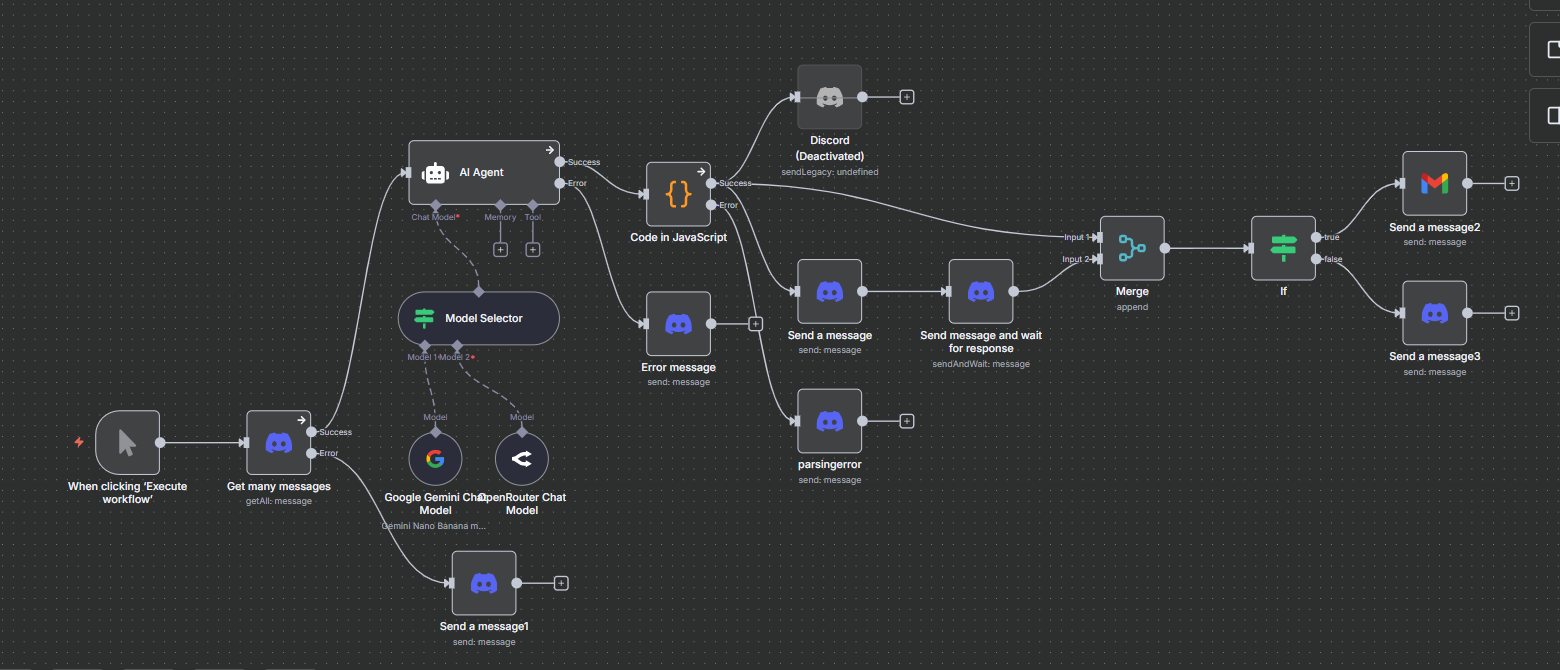 Discord
(Deactivated)
sendLegacy: undefined
AI Agent
Success
Error
Chat Model*
Memory
Tool
{}
Success
Error
Code in JavaScript
Send a message2
send: message
Input 1
Input 2
Merge
append
true
false
If
Model Selector
Model 1*
Model 2*
Error message
send: message
Send a message
send: message
Send message and wait
for response
sendAndWait: message
Send a message3
send: message
Model
Model
Success
Error
When clicking ‘Execute
workflow’
Get many messages
getAll: message
Google Gemini Chat
Model
Gemini Nano Banana m...
OpenRouter Chat
Model
parsingerror
send: message
Send a message1
send: message